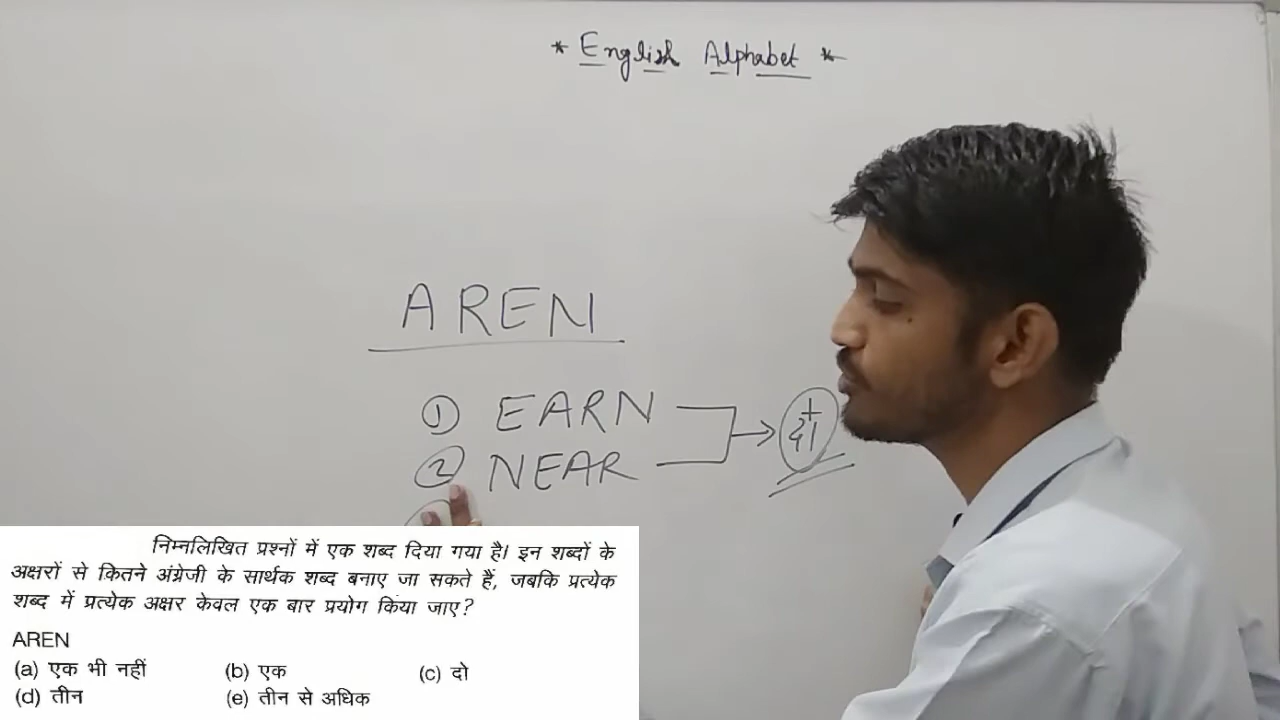 * English Alphabet *
AREN
① EARN
② NEAR
निम्नलिखित प्रश्नों में एक शब्द दिया गया है। इन शब्दों के
अक्षरों से कितने अंग्रेजी के सार्थक शब्द बनाए जा सकते हैं, जबकि प्रत्येक
शब्द में प्रत्येक अक्षर केवल एक बार प्रयोग किया जाए?
AREN
(a) एक भी नहीं (b) एक (c) दो
(d) तीन (e) तीन से अधिक